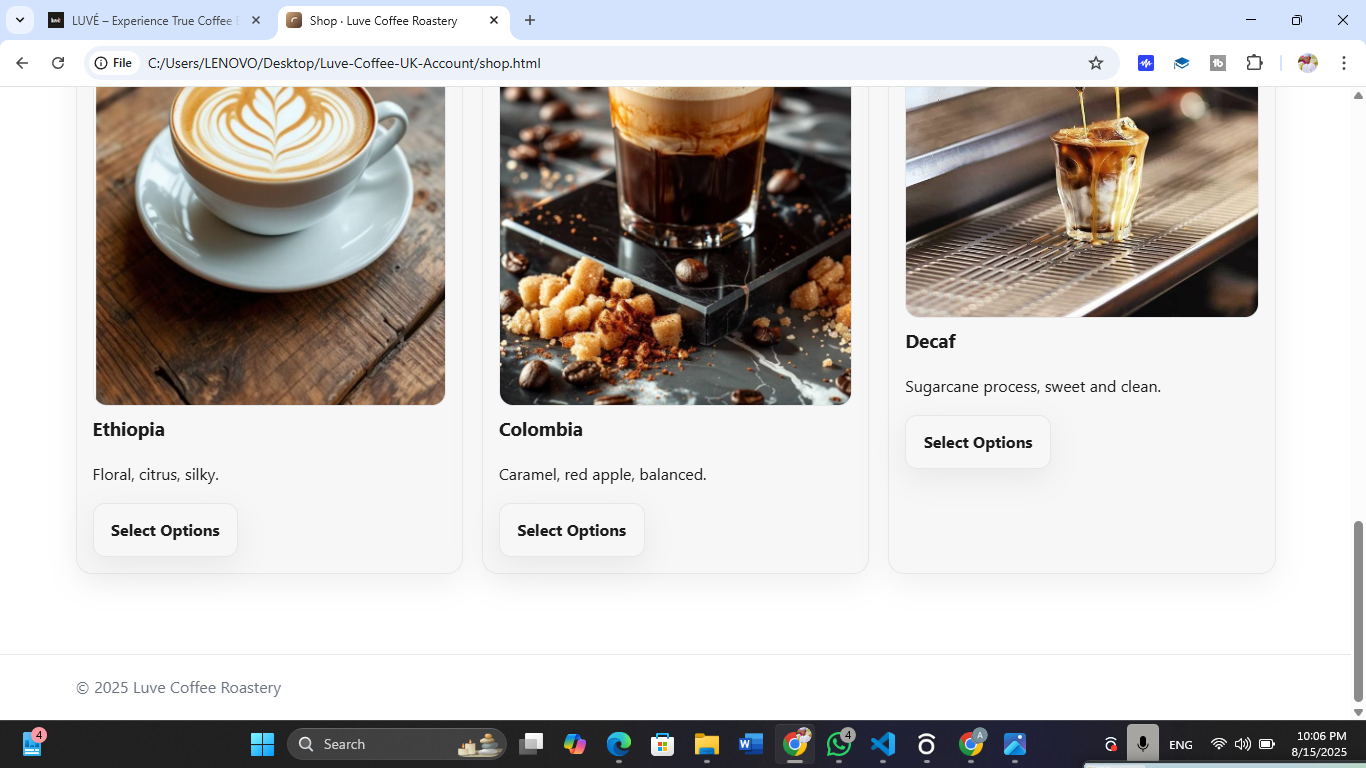 LUVÉ – Experience True Coffee
Shop · Luve Coffee Roastery
File
C:/Users/LENOVO/Desktop/Luve-Coffee-UK-Account/shop.html
Decaf
Sugarcane process, sweet and clean.
Select Options
Ethiopia
Floral, citrus, silky.
Select Options
Colombia
Caramel, red apple, balanced.
Select Options
© 2025 Luve Coffee Roastery
4
Search
4
A
ENG
10:06 PM
8/15/2025